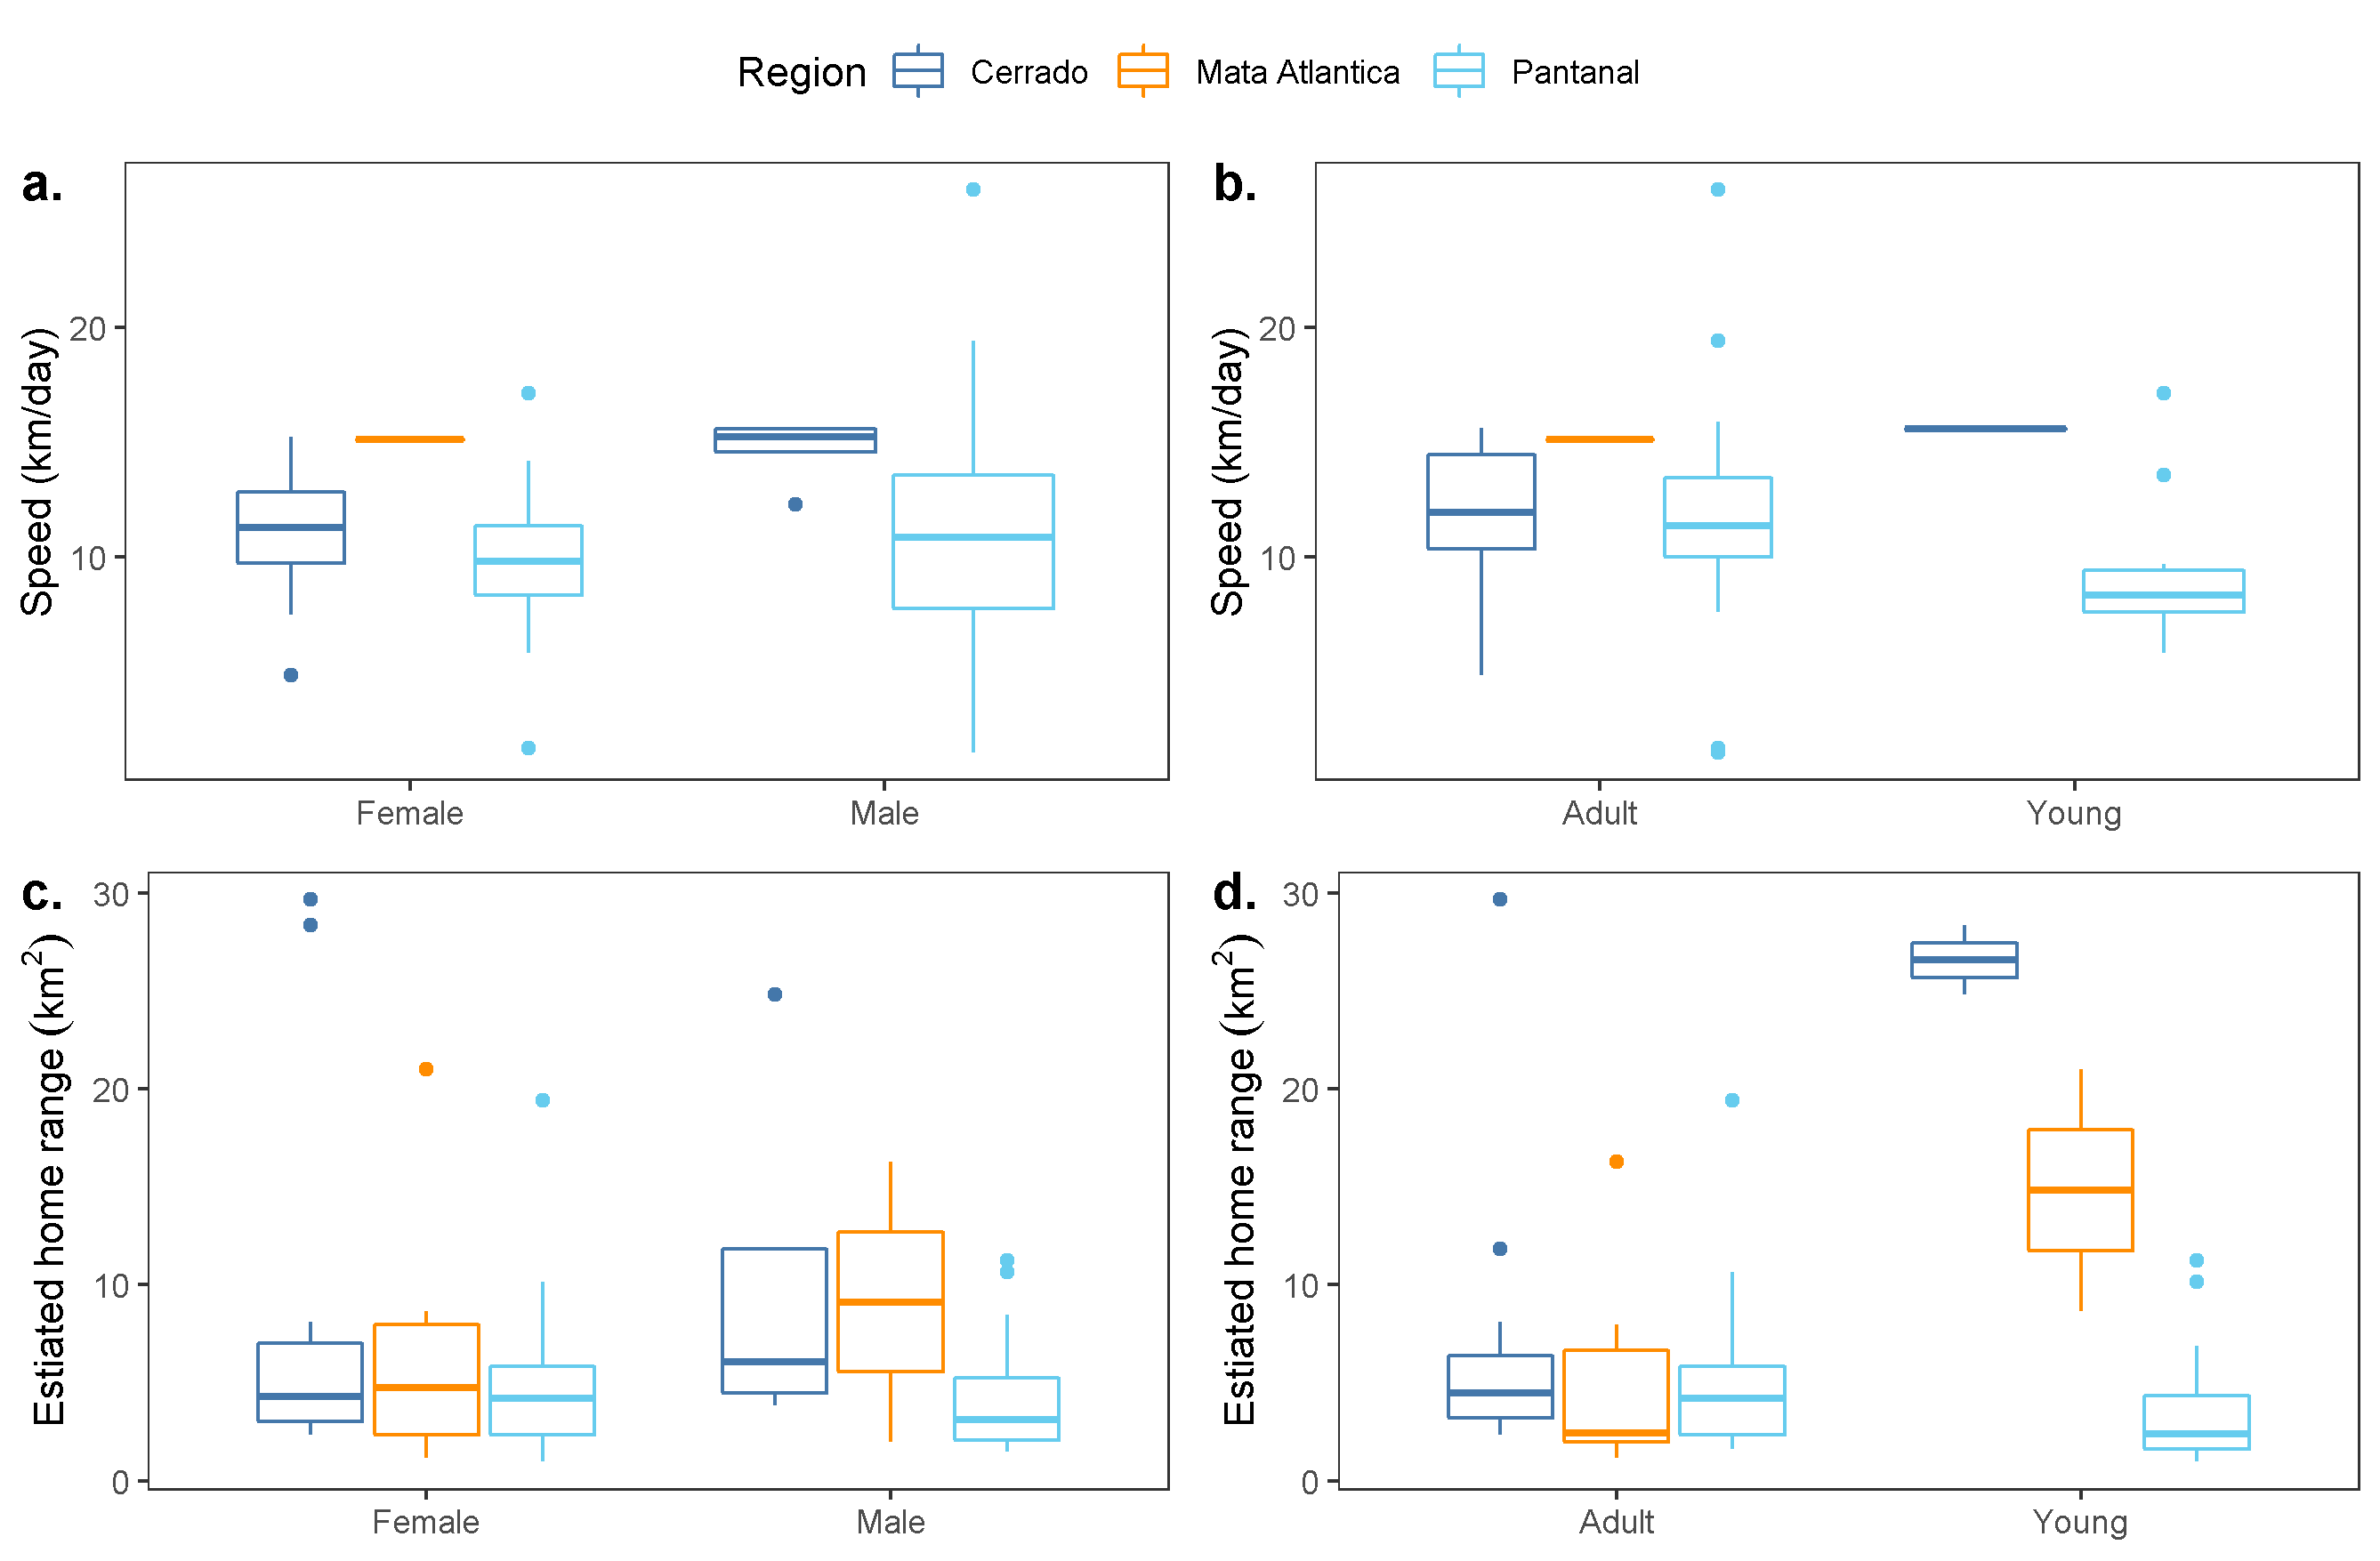 Region Cerrado Mata Atlantica Pantanal
a.
Speed (km/day)
20
10
Female Male
b.
Speed (km/day)
20
10
Adult Young
c.
Estiated home range (km²)
30
20
10
0
Female Male
d.
Estiated home range (km²)
30
20
10
0
Adult Young